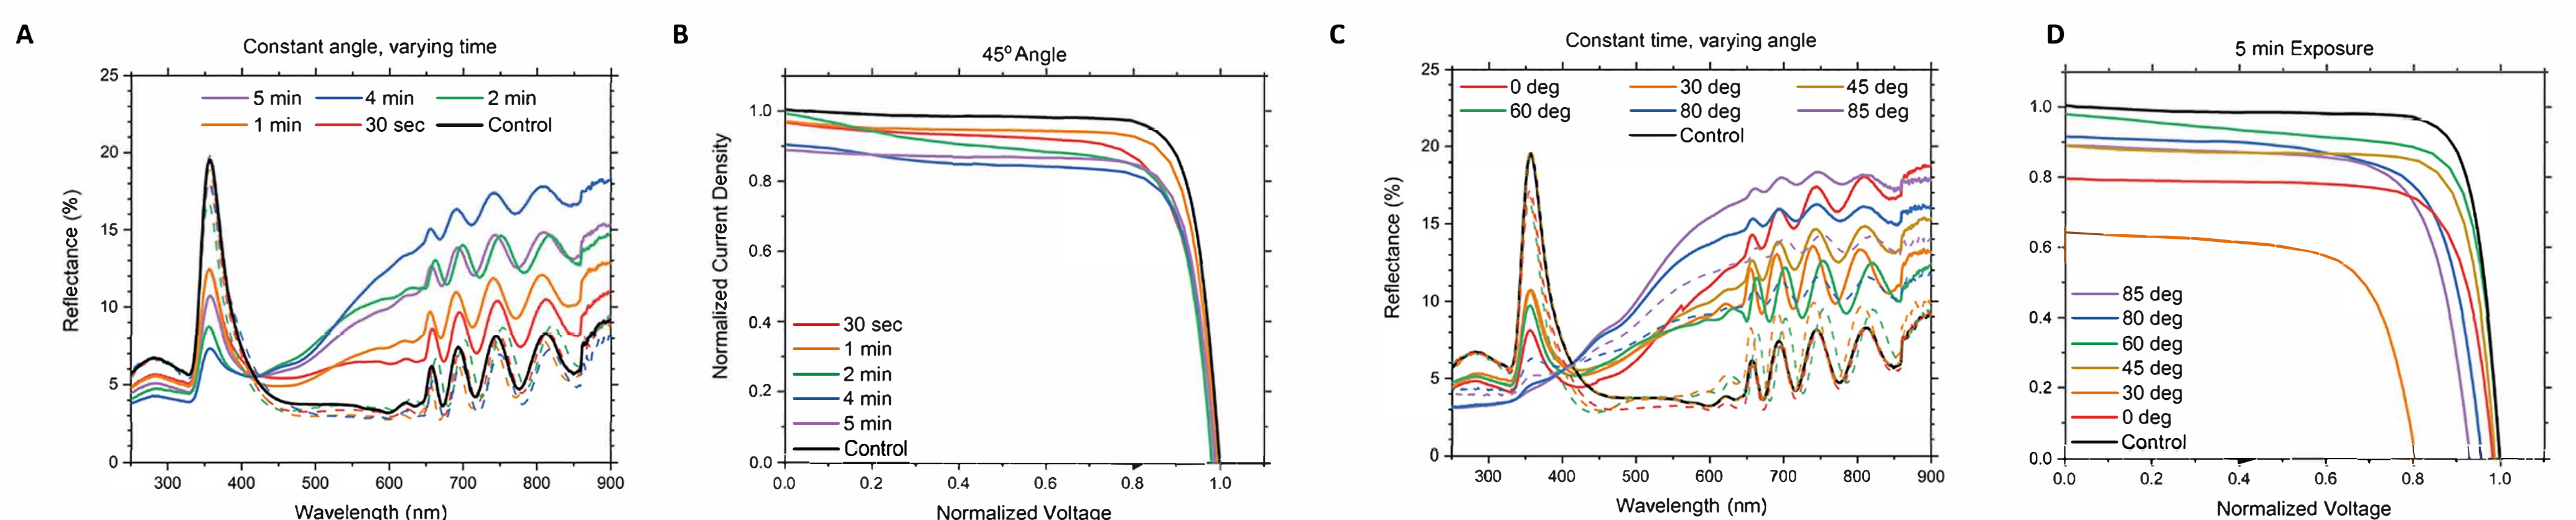 A
Constant angle, varying time
25
20
15
10
5
0
Reflectance (%)
5 min 4 min 2 min
1 min 30 sec Control
300 400 500 600 700 800 900
Wavelength (nm)
B
45º Angle
1.0
0.8
0.6
0.4
0.2
0.0
Normalized Current Density
30 sec
1 min
2 min
4 min
5 min
Control
0.0 0.2 0.4 0.6 0.8 1.0
Normalized Voltage
C
Constant time, varying angle
25
20
15
10
5
0
Reflectance (%)
0 deg 30 deg 45 deg
60 deg 80 deg 85 deg
Control
300 400 500 600 700 800 900
Wavelength (nm)
D
5 min Exposure
1.0
0.8
0.6
0.4
0.2
0.0
85 deg
80 deg
60 deg
45 deg
30 deg
0 deg
Control
0.0 0.2 0.4 0.6 0.8 1.0
Normalized Voltage